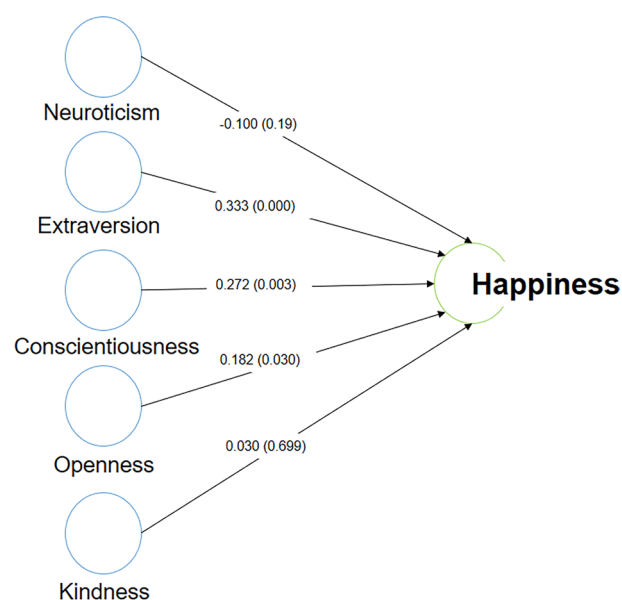 Neuroticism
-0.100 (0.19)
Extraversion
0.333 (0.000)
Conscientiousness
0.272 (0.003)
Happiness
Openness
0.182 (0.030)
Kindness
0.030 (0.699)